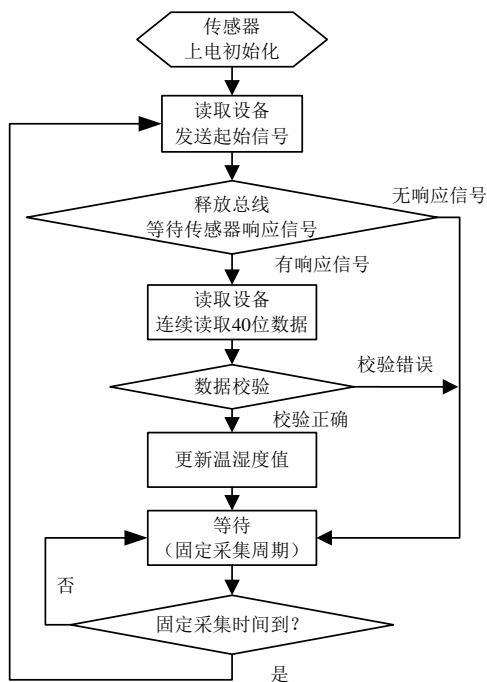 传感器
上电初始化
读取设备
发送起始信号
释放总线
等待传感器响应信号
无响应信号
有响应信号
读取设备
连续读取40位数据
数据校验
校验错误
校验正确
更新温湿度值
等待
（固定采集周期）
否
固定采集时间到？
是